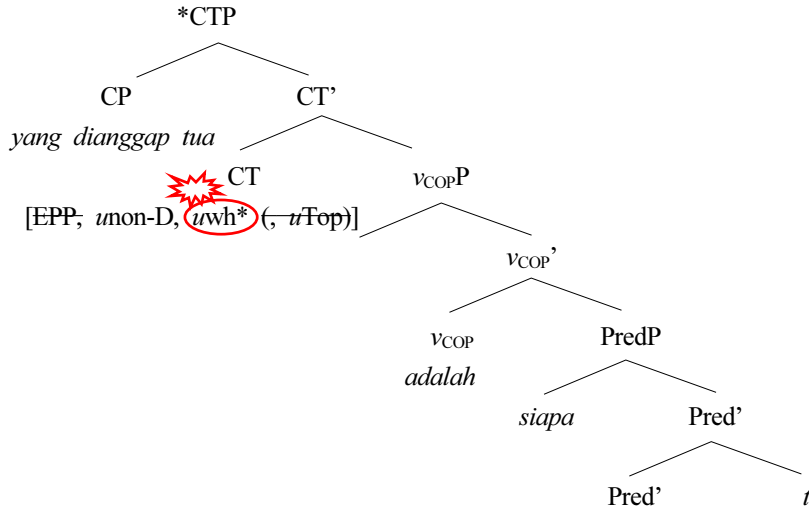 *CTP
CP CT’
yang dianggap tua
CT vCOPP
[EPP, unon-D, uwh* (, uTop)]
vCOP’
vCOP PredP
adalah
siapa Pred’
Pred’ t